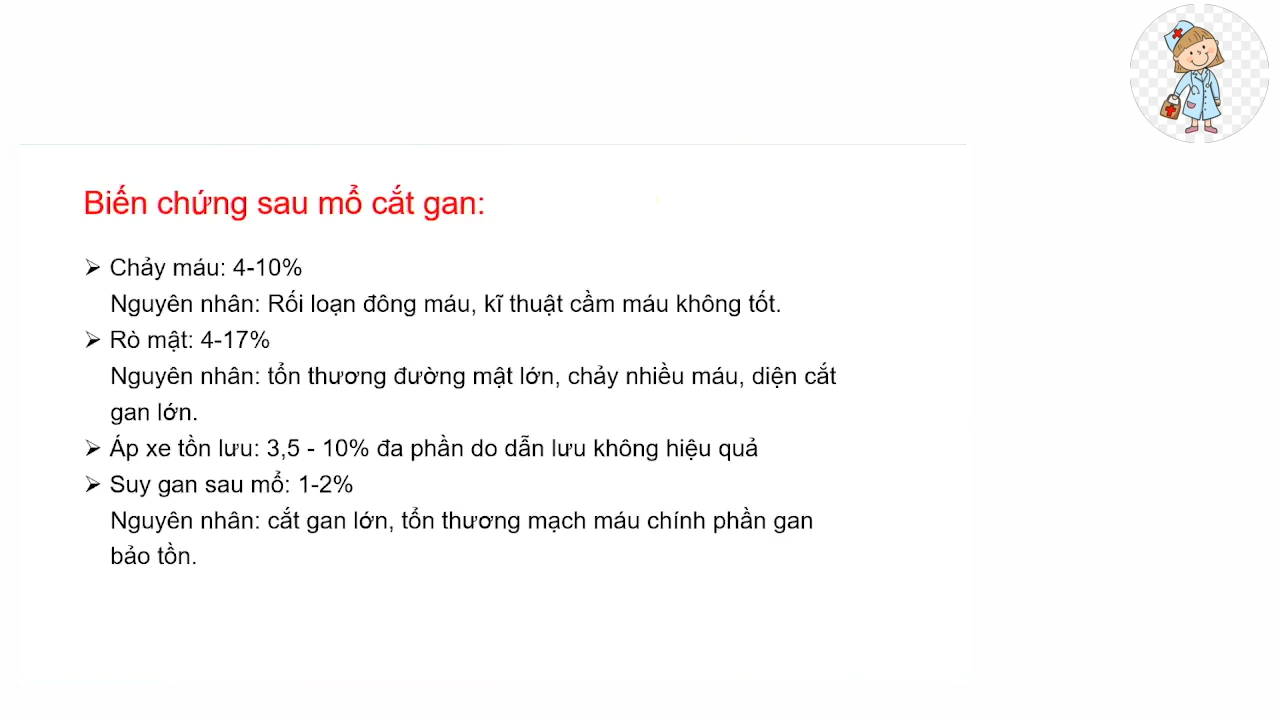 Biến chứng sau mổ cắt gan:
➢ Chảy máu: 4-10%
Nguyên nhân: Rối loạn đông máu, kĩ thuật cầm máu không tốt.
➢ Rò mật: 4-17%
Nguyên nhân: tổn thương đường mật lớn, chảy nhiều máu, diện cắt
gan lớn.
➢ Áp xe tồn lưu: 3,5 - 10% đa phần do dẫn lưu không hiệu quả
➢ Suy gan sau mổ: 1-2%
Nguyên nhân: cắt gan lớn, tổn thương mạch máu chính phần gan
bảo tồn.